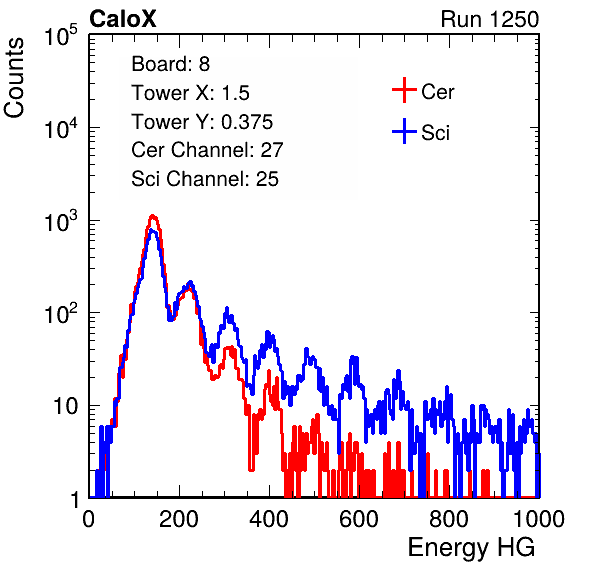 CaloX Run 1250
Counts
10^5
10^4
10^3
10^2
10
1
Board: 8
Tower X: 1.5
Tower Y: 0.375
Cer Channel: 27
Sci Channel: 25
Cer
Sci
0 200 400 600 800 1000
Energy HG